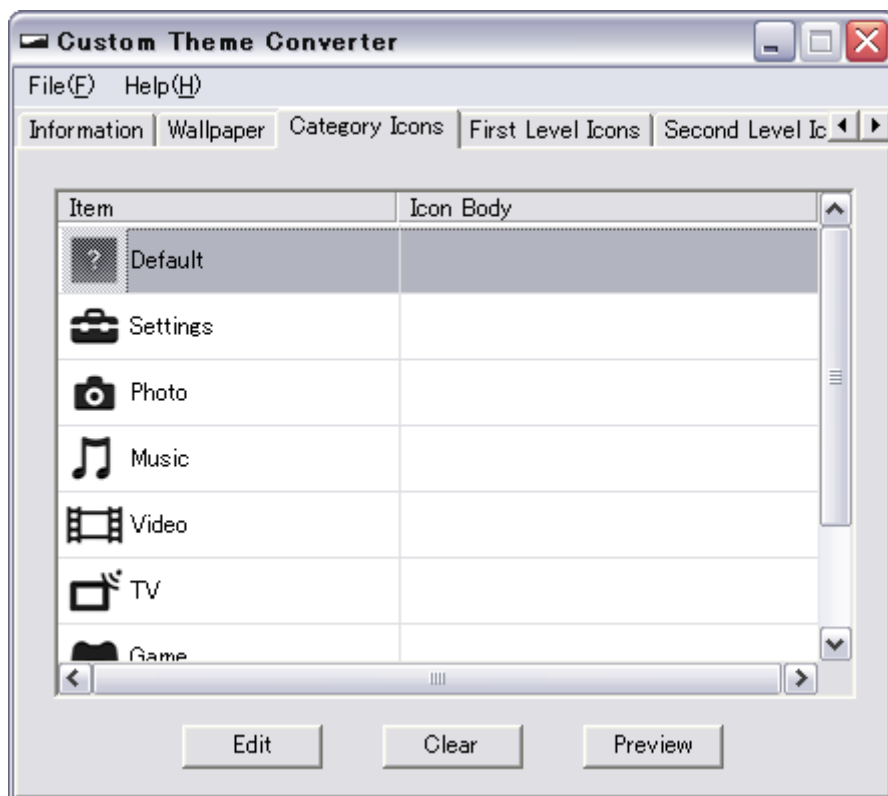 Custom Theme Converter
File(F) Help(H)
Information Wallpaper Category Icons First Level Icons Second Level Ic
Item Icon Body
? Default
Settings
Photo
Music
Video
TV
Game
Edit Clear Preview